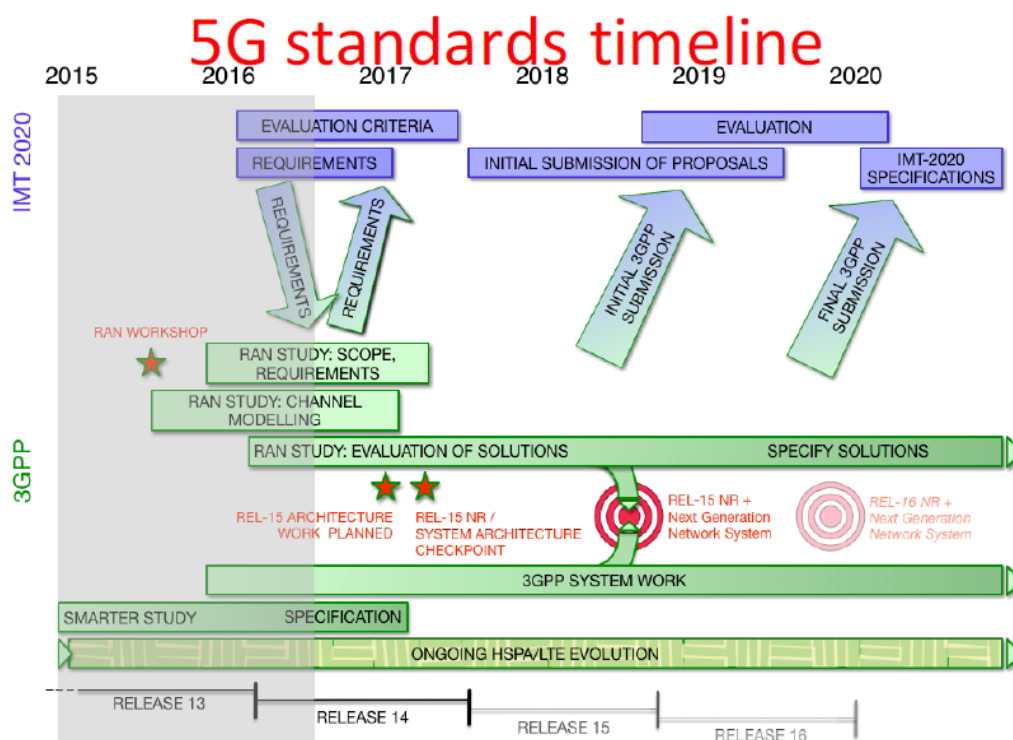 5G standards timeline
2015 2016 2017 2018 2019 2020
IMT 2020
EVALUATION CRITERIA
EVALUATION
REQUIREMENTS
INITIAL SUBMISSION OF PROPOSALS
IMT-2020
SPECIFICATIONS
REQUIREMENTS
REQUIREMENTS
INITIAL 3GPP
SUBMISSION
FINAL 3GPP
SUBMISSION
3GPP
RAN WORKSHOP
RAN STUDY: SCOPE,
REQUIREMENTS
RAN STUDY: CHANNEL
MODELLING
RAN STUDY: EVALUATION OF SOLUTIONS
SPECIFY SOLUTIONS
REL-15 ARCHITECTURE
WORK PLANNED
REL-15 NR /
SYSTEM ARCHITECTURE
CHECKPOINT
REL-15 NR +
Next Generation
Network System
REL-16 NR +
Next Generation
Network System
3GPP SYSTEM WORK
SMARTER STUDY
SPECIFICATION
ONGOING HSPA/LTE EVOLUTION
RELEASE 13
RELEASE 14
RELEASE 15
RELEASE 16